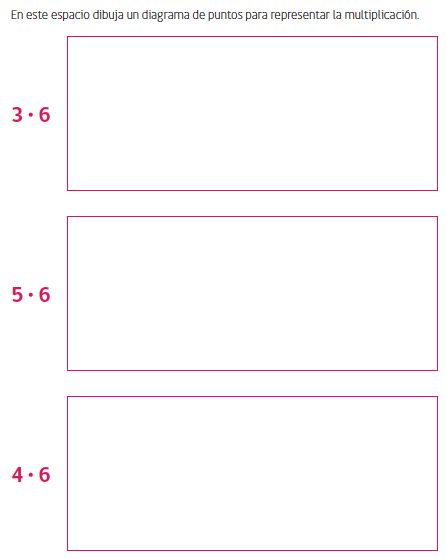 En este espacio dibuja un diagrama de puntos para representar la multiplicación.
3 · 6
5 · 6
4 · 6